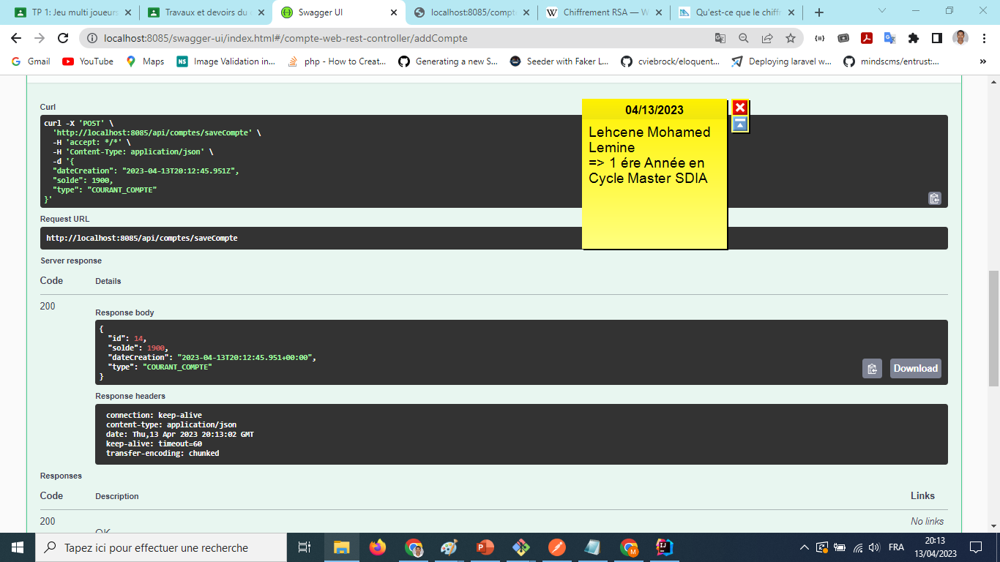 TP 1: Jeu multi joueurs
Travaux et devoirs du
Swagger UI
localhost:8085/compt
Chiffrement RSA — W
Qu'est-ce que le chiff
localhost:8085/swagger-ui/index.html#/compte-web-rest-controller/addCompte
Gmail
YouTube
Maps
Image Validation in...
php - How to Creat...
Generating a new S...
Seeder with Faker L...
cviebrock/eloquent...
Deploying laravel w...
mindscms/entrust:...
»
Curl
curl -X 'POST' \
'http://localhost:8085/api/comptes/saveCompte' \
-H 'accept: */*' \
-H 'Content-Type: application/json' \
-d '{
"dateCreation": "2023-04-13T20:12:45.951Z",
"solde": 1900,
"type": "COURANT_COMPTE"
}'
04/13/2023
Lehcene Mohamed
Lemine
=> 1 ére Année en
Cycle Master SDIA
Request URL
http://localhost:8085/api/comptes/saveCompte
Server response
Code Details
200
Response body
{
"id": 14,
"solde": 1900,
"dateCreation": "2023-04-13T20:12:45.951+00:00",
"type": "COURANT_COMPTE"
}
Download
Response headers
connection: keep-alive
content-type: application/json
date: Thu,13 Apr 2023 20:13:02 GMT
keep-alive: timeout=60
transfer-encoding: chunked
Responses
Code Description Links
200 No links
OK
Tapez ici pour effectuer une recherche
FRA
20:13
13/04/2023